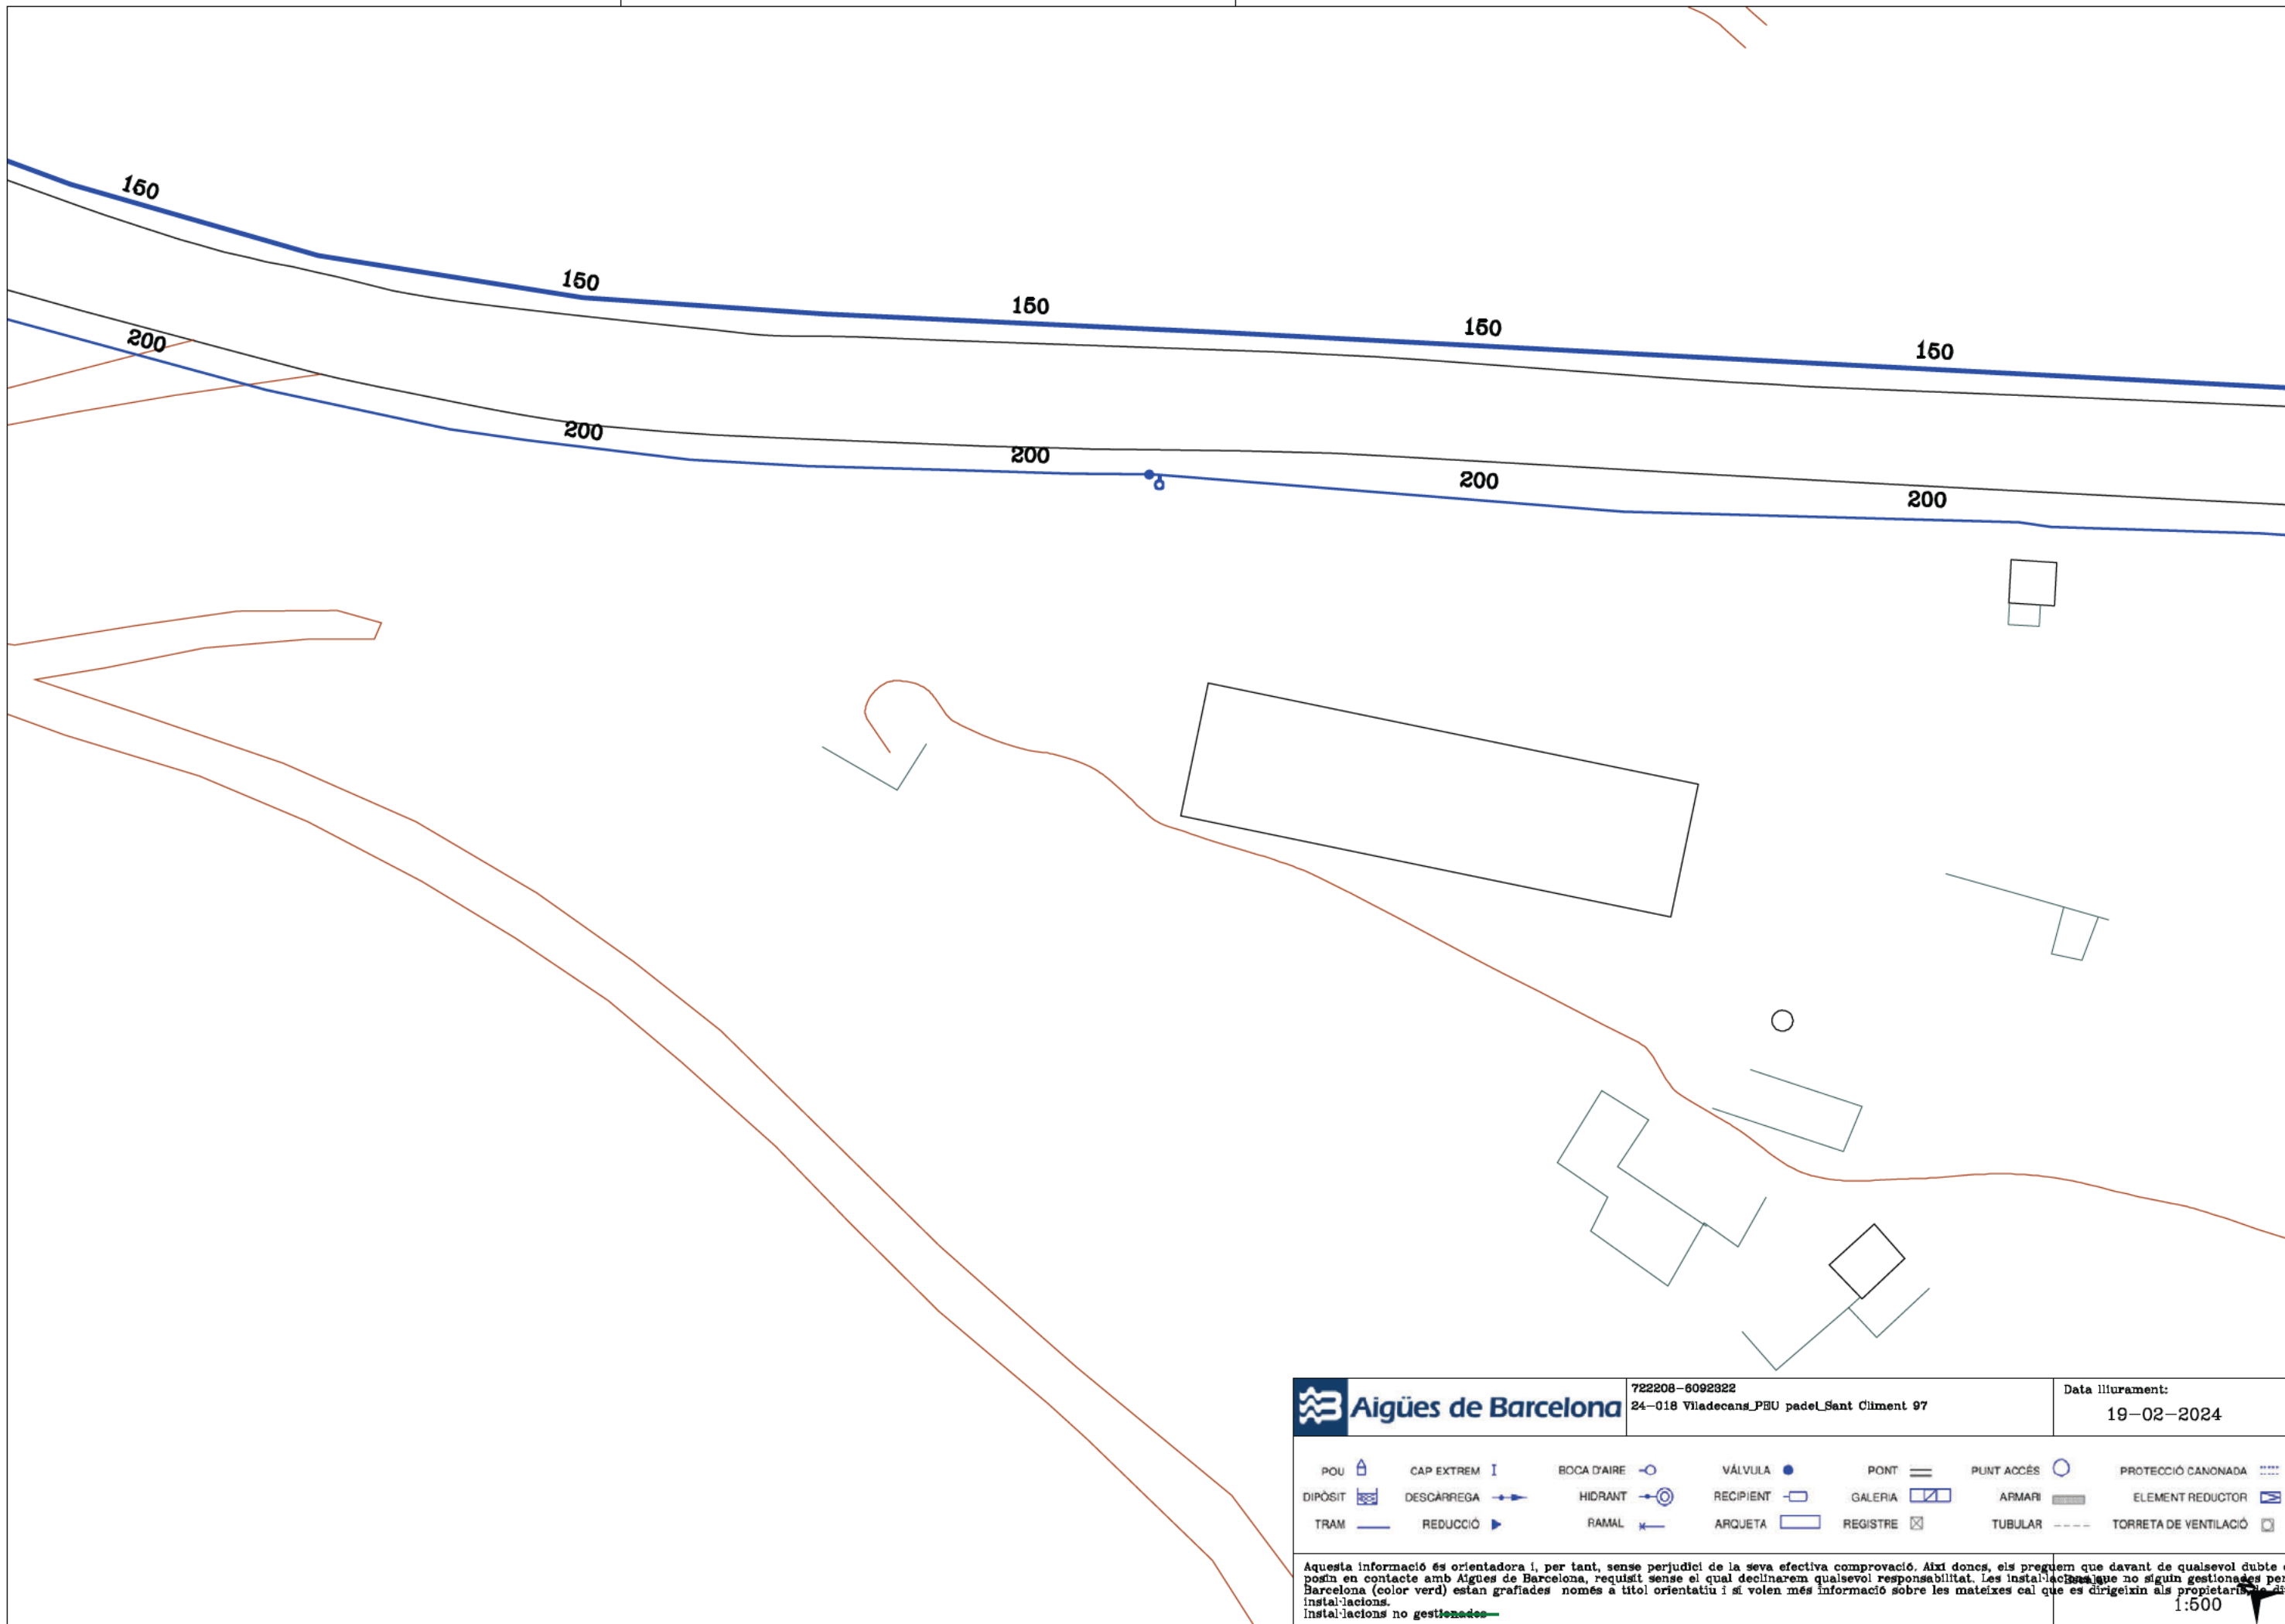 150
150
150
150
150
200
200
200
200
200
Aigües de Barcelona
722208-6092322
24-018 Viladecans_PEU padel_Sant Climent 97
Data lliurament:
19-02-2024
POU CAP EXTREM BOCA D'AIRE VÁLVULA PONT PUNT ACCÉS PROTECCIÓ CANONADA
DIPÒSIT DESCÀRREGA HIDRANT RECIPIENT GALERIA ARMARI ELEMENT REDUCTOR
TRAM REDUCCIÓ RAMAL ARQUETA REGISTRE TUBULAR TORRETA DE VENTILACIÓ
Aquesta informació és orientadora i, per tant, sense perjudici de la seva efectiva comprovació. Així doncs, els preguem que davant de qualsevol dubte
posin en contacte amb Aigües de Barcelona, requisit sense el qual declinarem qualsevol responsabilitat. Les instal·lacions que no siguin gestionades per
Barcelona (color verd) estan grafiades només a títol orientatiu i si volen més informació sobre les mateixes cal que es dirigeixin als propietaris de
instal·lacions.
Instal·lacions no gestionades
1:500